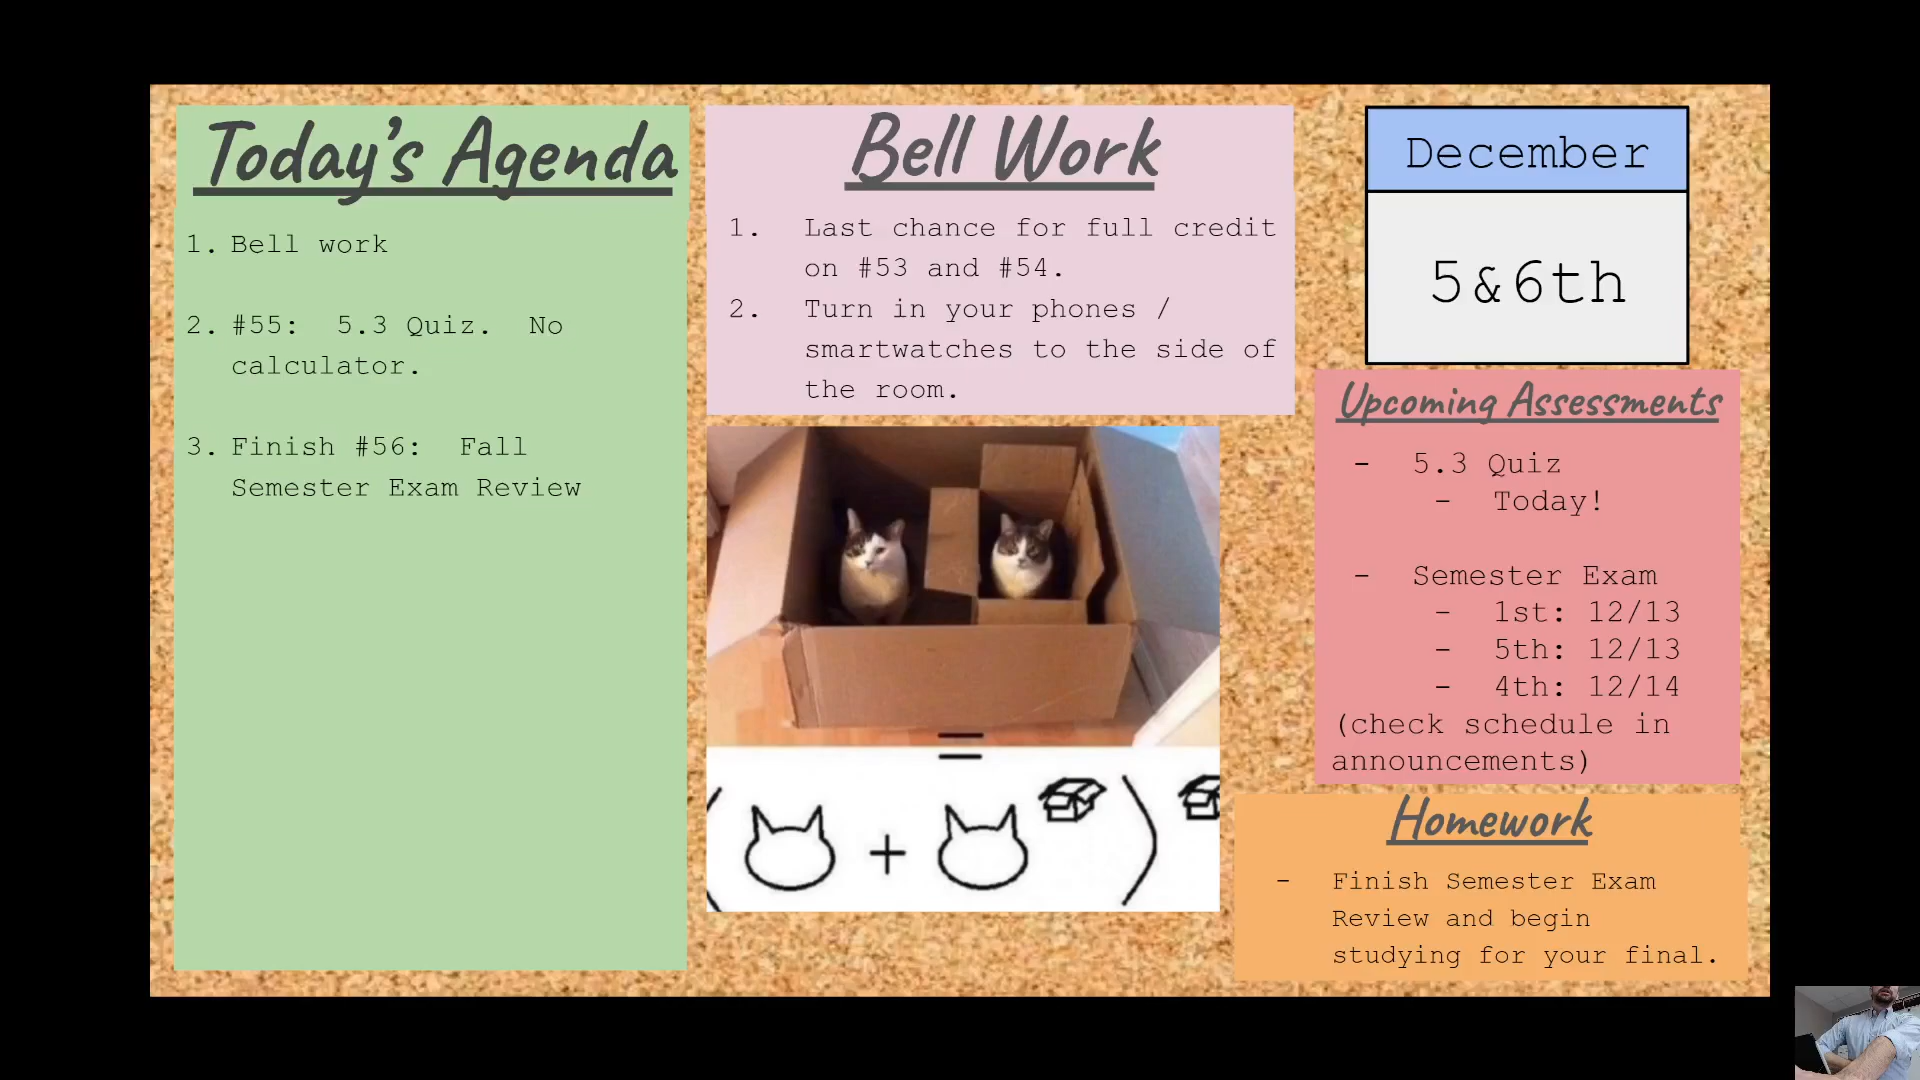 Today's Agenda
1. Bell work
2. #55: 5.3 Quiz. No
calculator.
3. Finish #56: Fall
Semester Exam Review
Bell Work
1. Last chance for full credit
on #53 and #54.
2. Turn in your phones /
smartwatches to the side of
the room.
=
( + )
December
5&6th
Upcoming Assessments
- 5.3 Quiz
- Today!
- Semester Exam
- 1st: 12/13
- 5th: 12/13
- 4th: 12/14
(check schedule in
announcements)
Homework
- Finish Semester Exam
Review and begin
studying for your final.